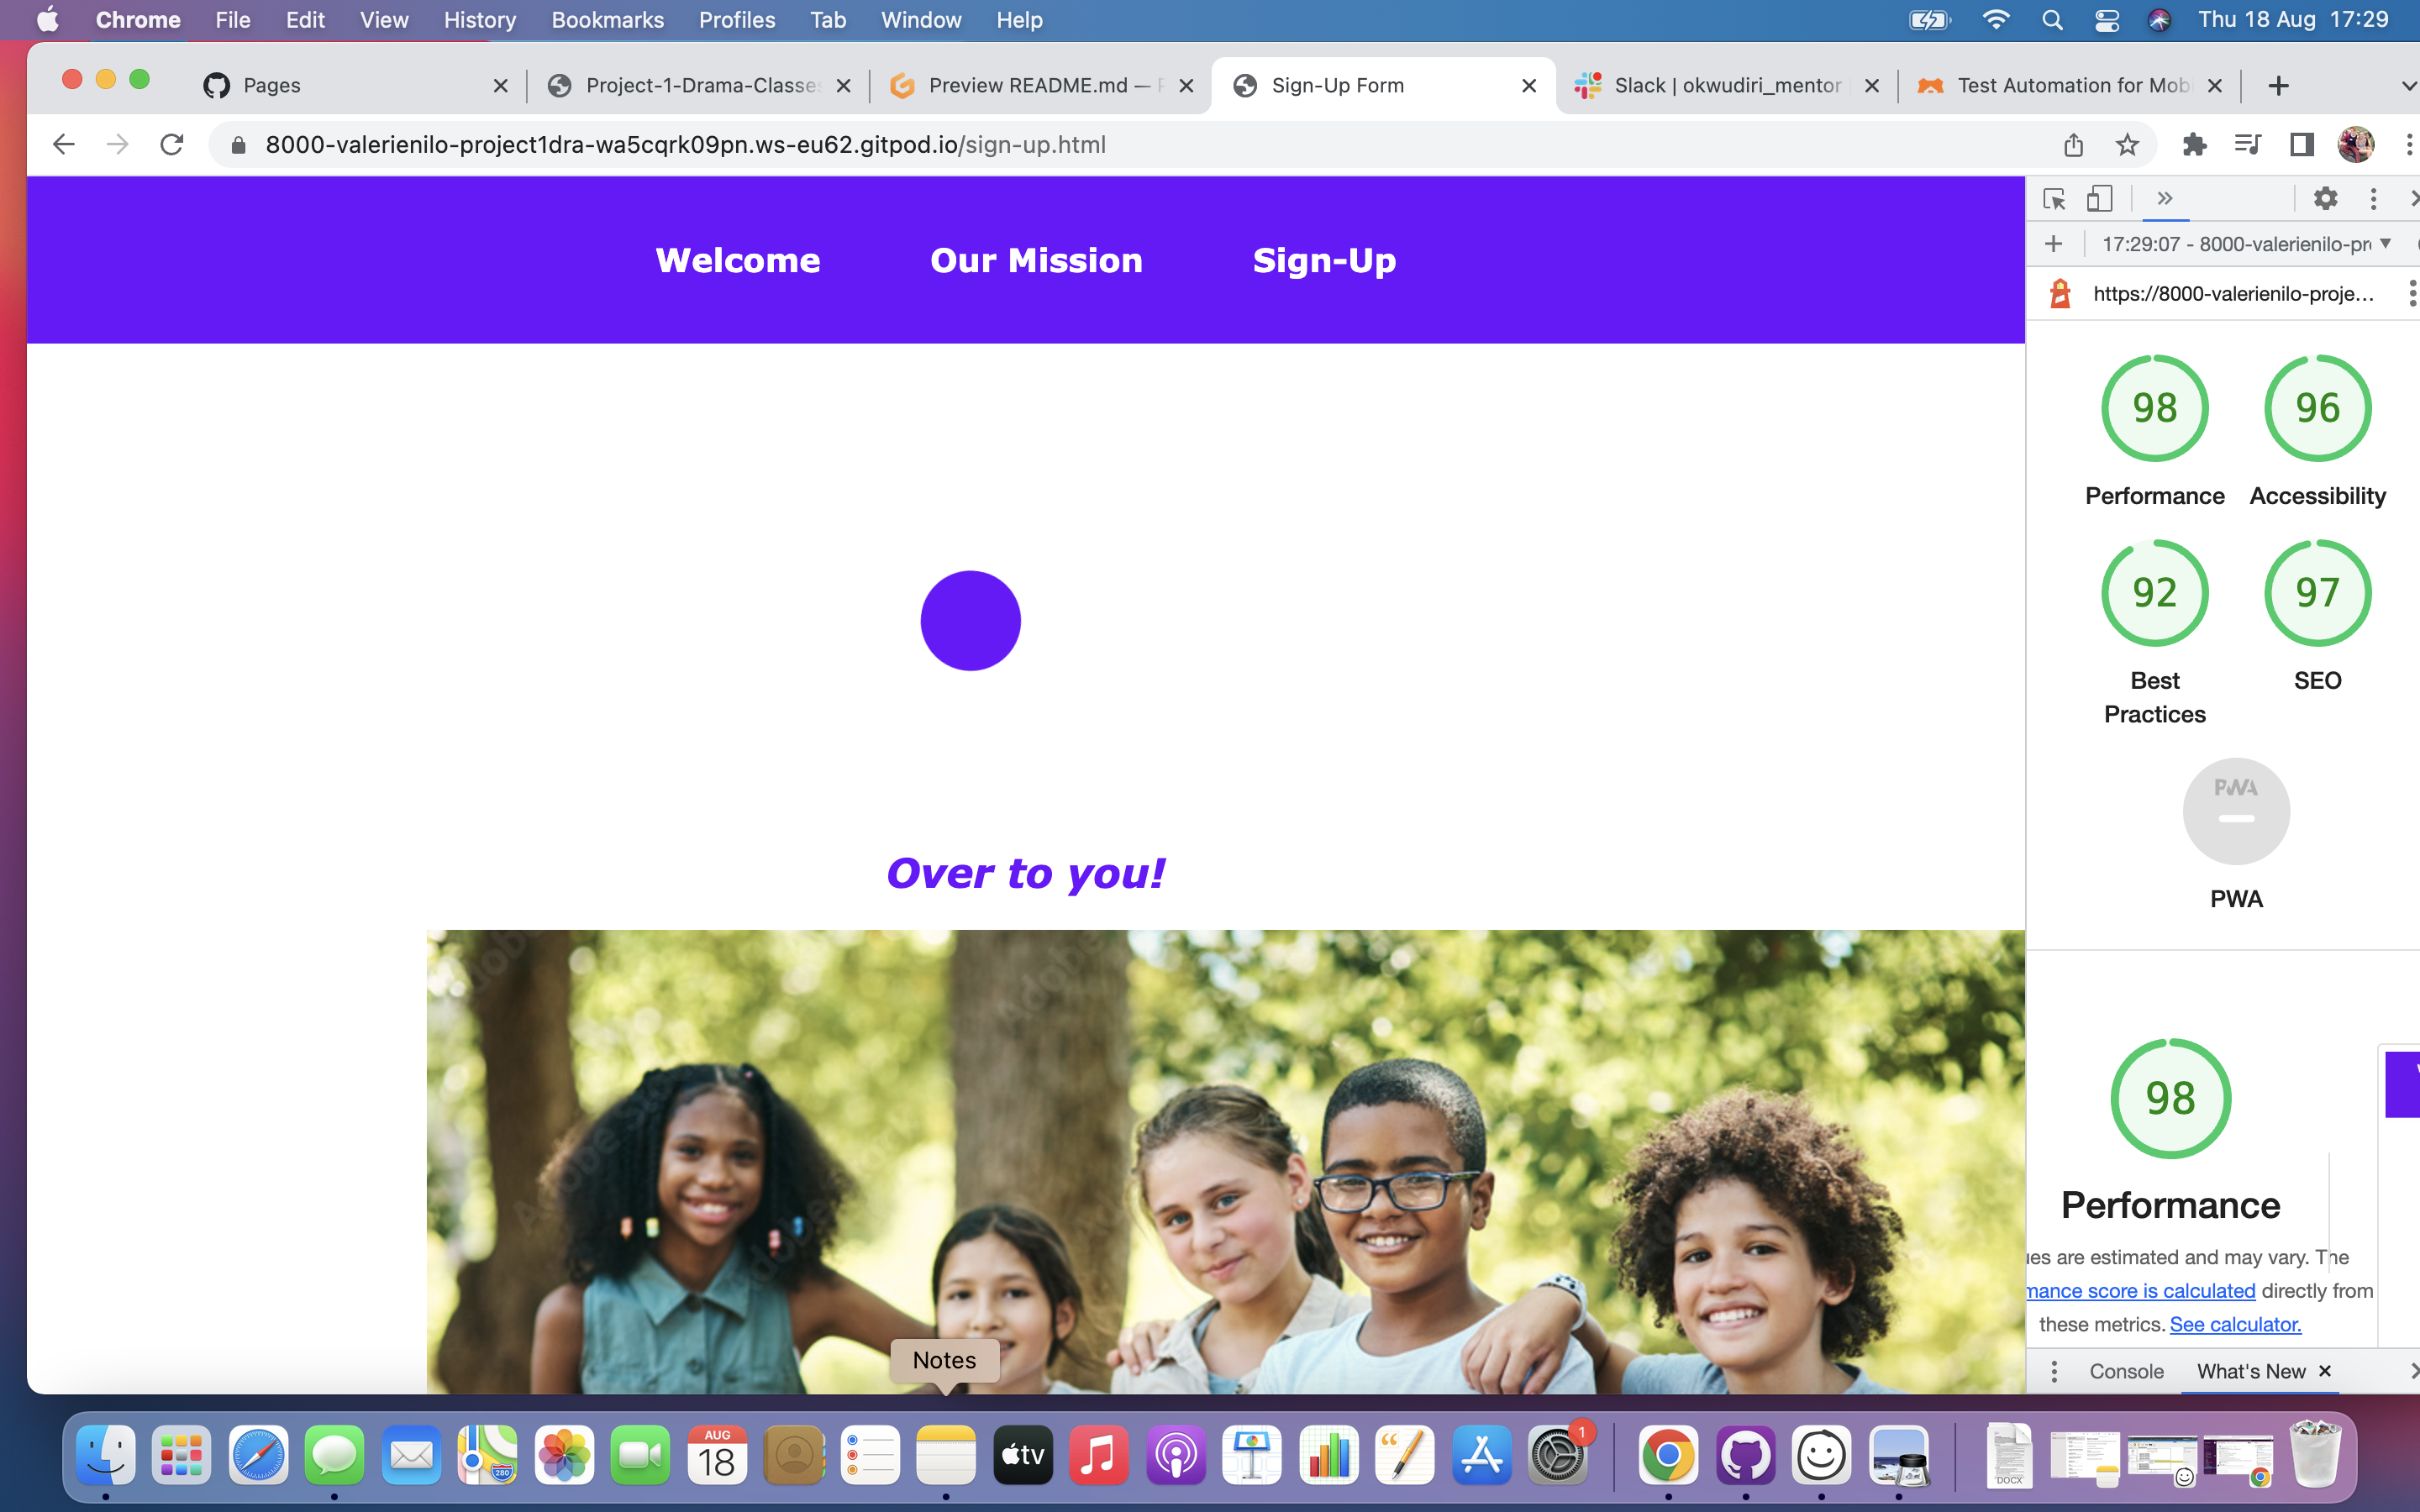 Chrome File Edit View History Bookmarks Profiles Tab Window Help Thu 18 Aug 17:29
Pages Project-1-Drama-Classes Preview README.md — Sign-Up Form Slack | okwudiri_mentor Test Automation for Mob
8000-valerienilo-project1dra-wa5cqrk09pn.ws-eu62.gitpod.io/sign-up.html
Welcome Our Mission Sign-Up
17:29:07 - 8000-valerienilo-pr
https://8000-valerienilo-proje...
98 96
Performance Accessibility
92 97
Best Practices SEO
PWA
PWA
Over to you!
98
Performance
ues are estimated and may vary. The
mance score is calculated directly from
these metrics. See calculator.
Console What's New
Notes
AUG
18
280
tv
1
DOCX